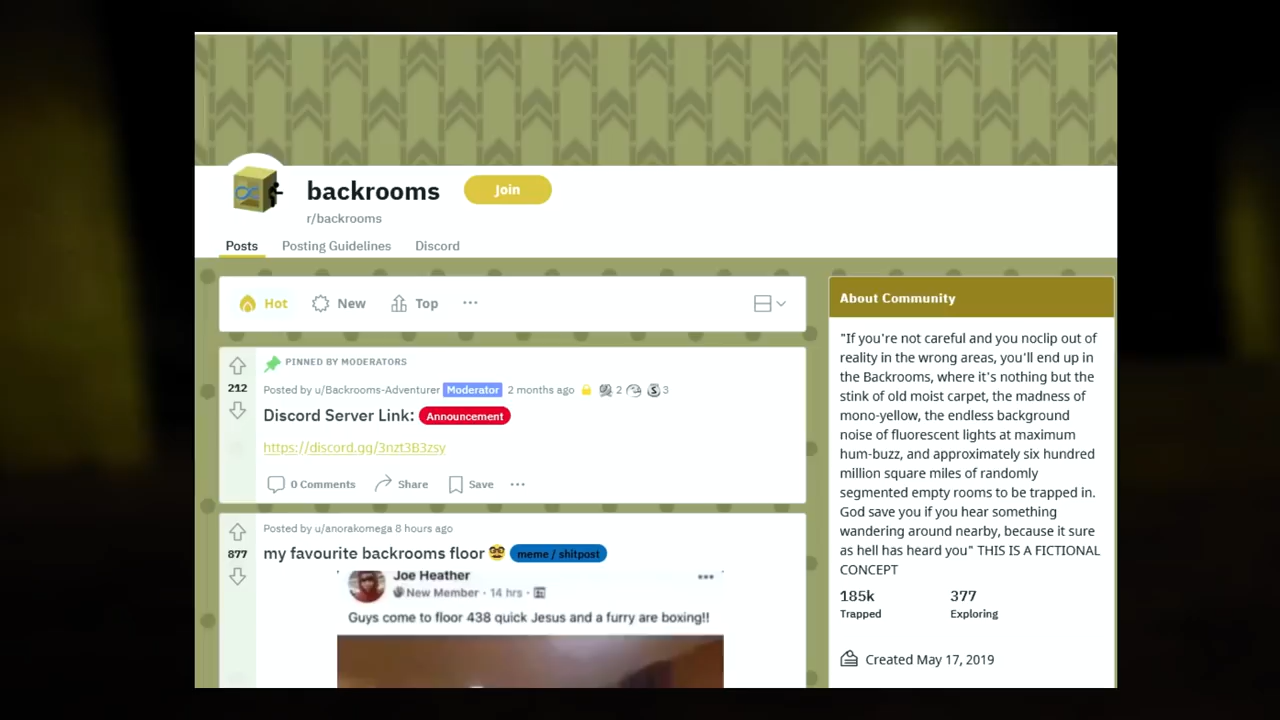 backrooms
Join
r/backrooms
Posts
Posting Guidelines
Discord
Hot
New
Top
PINNED BY MODERATORS
212
Posted by u/Backrooms-Adventurer Moderator 2 months ago 2 3
Discord Server Link: Announcement
https://discord.gg/3nzt3B3zsy
0 Comments
Share
Save
Posted by u/anorakomega 8 hours ago
877
my favourite backrooms floor 🥸 meme / shitpost
Joe Heather
New Member · 14 hrs ·
Guys come to floor 438 quick Jesus and a furry are boxing!!
About Community
"If you're not careful and you noclip out of
reality in the wrong areas, you'll end up in
the Backrooms, where it's nothing but the
stink of old moist carpet, the madness of
mono-yellow, the endless background
noise of fluorescent lights at maximum
hum-buzz, and approximately six hundred
million square miles of randomly
segmented empty rooms to be trapped in.
God save you if you hear something
wandering around nearby, because it sure
as hell has heard you" THIS IS A FICTIONAL
CONCEPT
185k
Trapped
377
Exploring
Created May 17, 2019